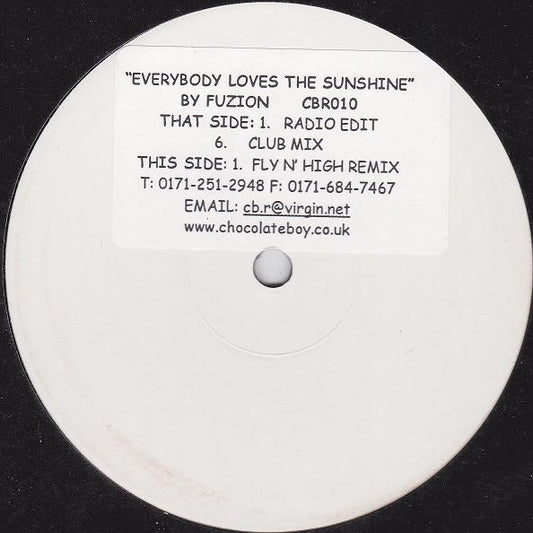 "EVERYBODY LOVES THE SUNSHINE"
BY FUZION CBR010
THAT SIDE: 1. RADIO EDIT
6. CLUB MIX
THIS SIDE: 1. FLY N' HIGH REMIX
T: 0171-251-2948 F: 0171-684-7467
EMAIL: cb.r@virgin.net
www.chocolateboy.co.uk